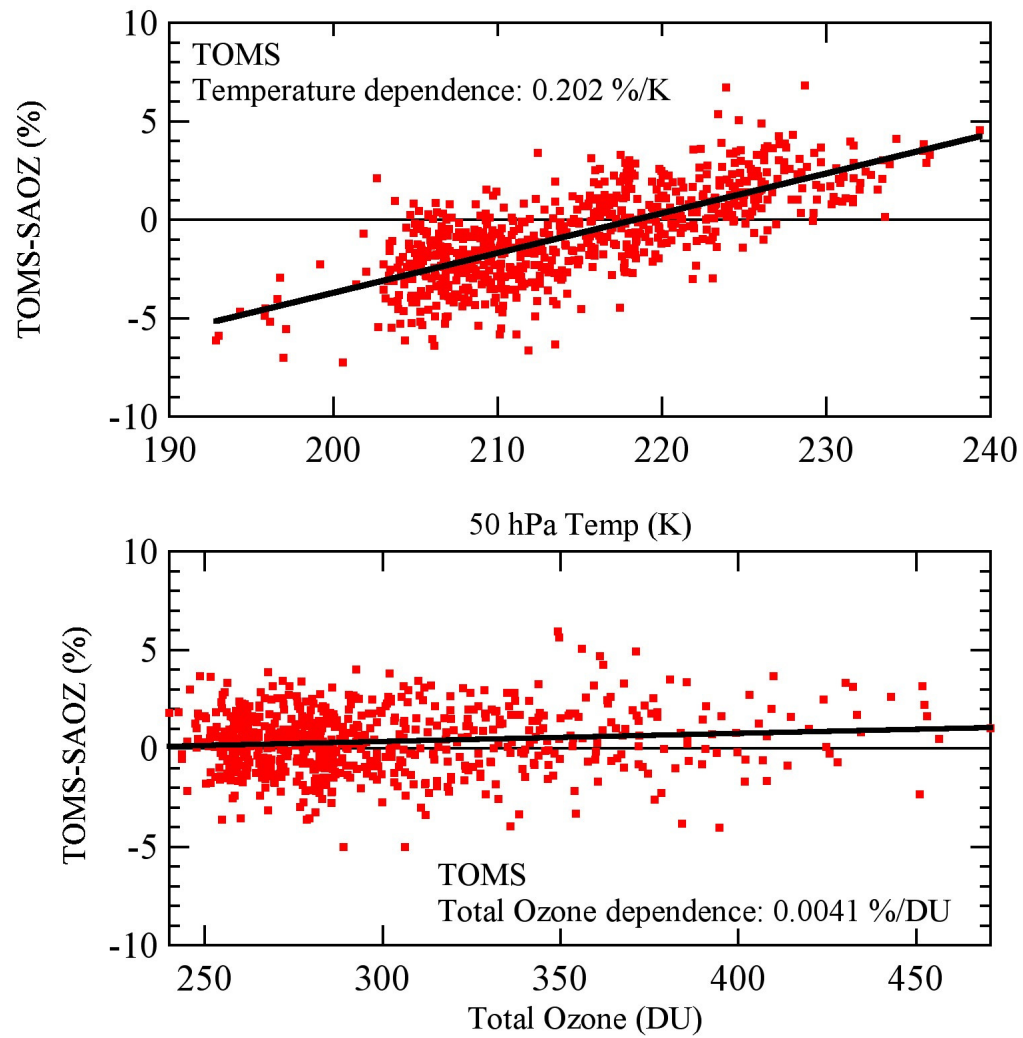 10
TOMS
Temperature dependence: 0.202 %/K
5
TOMS-SAOZ (%)
0
-5
-10
190 200 210 220 230 240
50 hPa Temp (K)
10
5
TOMS-SAOZ (%)
0
-5
TOMS
Total Ozone dependence: 0.0041 %/DU
-10
250 300 350 400 450
Total Ozone (DU)